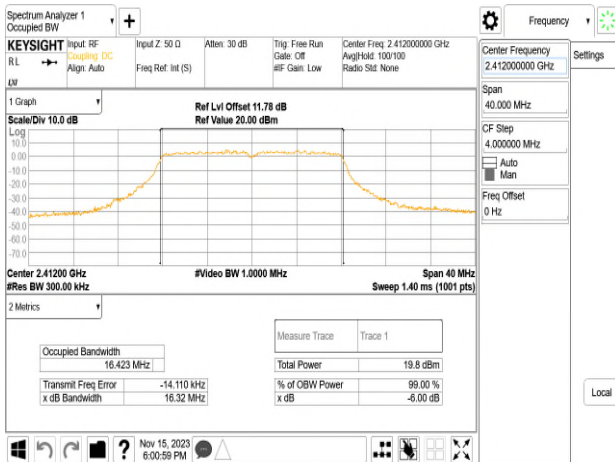 Spectrum Analyzer 1
Occupied BW
+
Frequency
KEYSIGHT
RL
Input: RF
Coupling: DC
Align: Auto
Input Z: 50 Ω
Freq Ref: Int (S)
Atten: 30 dB
Trig: Free Run
Gate: Off
#IF Gain: Low
Center Freq: 2.412000000 GHz
Avg|Hold: 100/100
Radio Std: None
Center Frequency
2.412000000 GHz
Settings
Span
40.000 MHz
CF Step
4.000000 MHz
Auto
Man
Freq Offset
0 Hz
Local
1 Graph
Scale/Div 10.0 dB
Ref Lvl Offset 11.78 dB
Ref Value 20.00 dBm
Log
10.0
0.00
-10.0
-20.0
-30.0
-40.0
-50.0
-60.0
-70.0
Center 2.41200 GHz
#Video BW 1.0000 MHz
Span 40 MHz
#Res BW 300.00 kHz
Sweep 1.40 ms (1001 pts)
2 Metrics
Measure Trace Trace 1
Occupied Bandwidth
16.423 MHz
Total Power 19.8 dBm
Transmit Freq Error -14.110 kHz
% of OBW Power 99.00 %
x dB Bandwidth 16.32 MHz
x dB -6.00 dB
?
Nov 15, 2023
6:00:59 PM